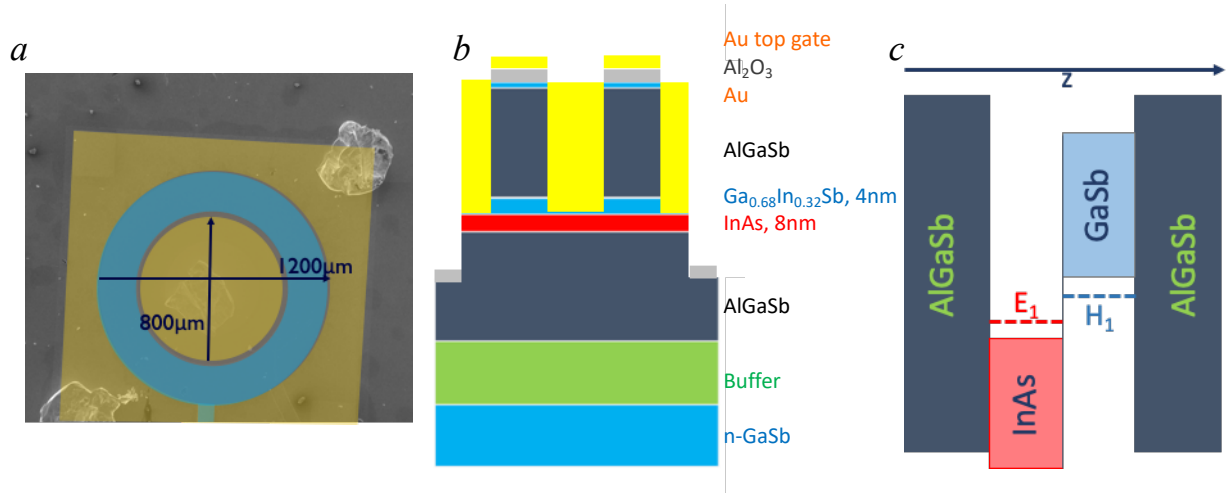 a
1200μm
800μm
b
Au top gate
Al₂O₃
Au
AlGaSb
Ga₀.₆₈In₀.₃₂Sb, 4nm
InAs, 8nm
AlGaSb
Buffer
n-GaSb
c
z
AlGaSb
E₁
InAs
GaSb
H₁
AlGaSb